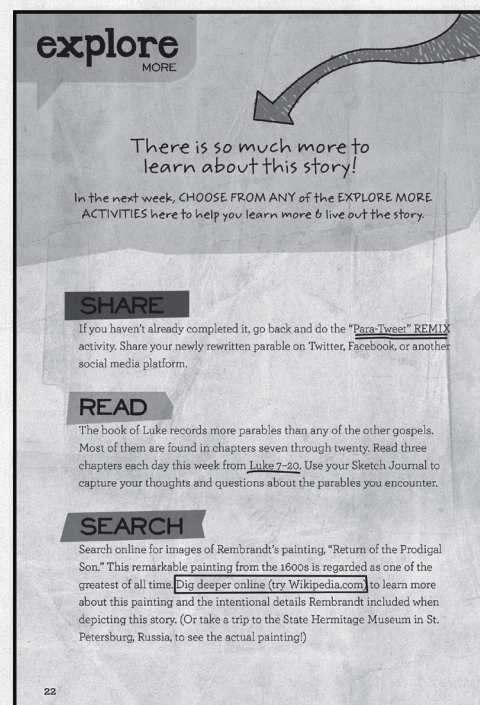 explore
MORE
There is so much more to
learn about this story!
In the next week, CHOOSE FROM ANY of the EXPLORE MORE
ACTIVITIES here to help you learn more & live out the story.
SHARE
If you haven't already completed it, go back and do the “Para-Tweet” REMIX
activity. Share your newly rewritten parable on Twitter, Facebook, or another
social media platform.
READ
The book of Luke records more parables than any of the other gospels.
Most of them are found in chapters seven through twenty. Read three
chapters each day this week from Luke 7–20. Use your Sketch Journal to
capture your thoughts and questions about the parables you encounter.
SEARCH
Search online for images of Rembrandt's painting, “Return of the Prodigal
Son.” This remarkable painting from the 1600s is regarded as one of the
greatest of all time. Dig deeper online (try Wikipedia.com) to learn more
about this painting and the intentional details Rembrandt included when
depicting this story. (Or take a trip to the State Hermitage Museum in St.
Petersburg, Russia, to see the actual painting!)
22